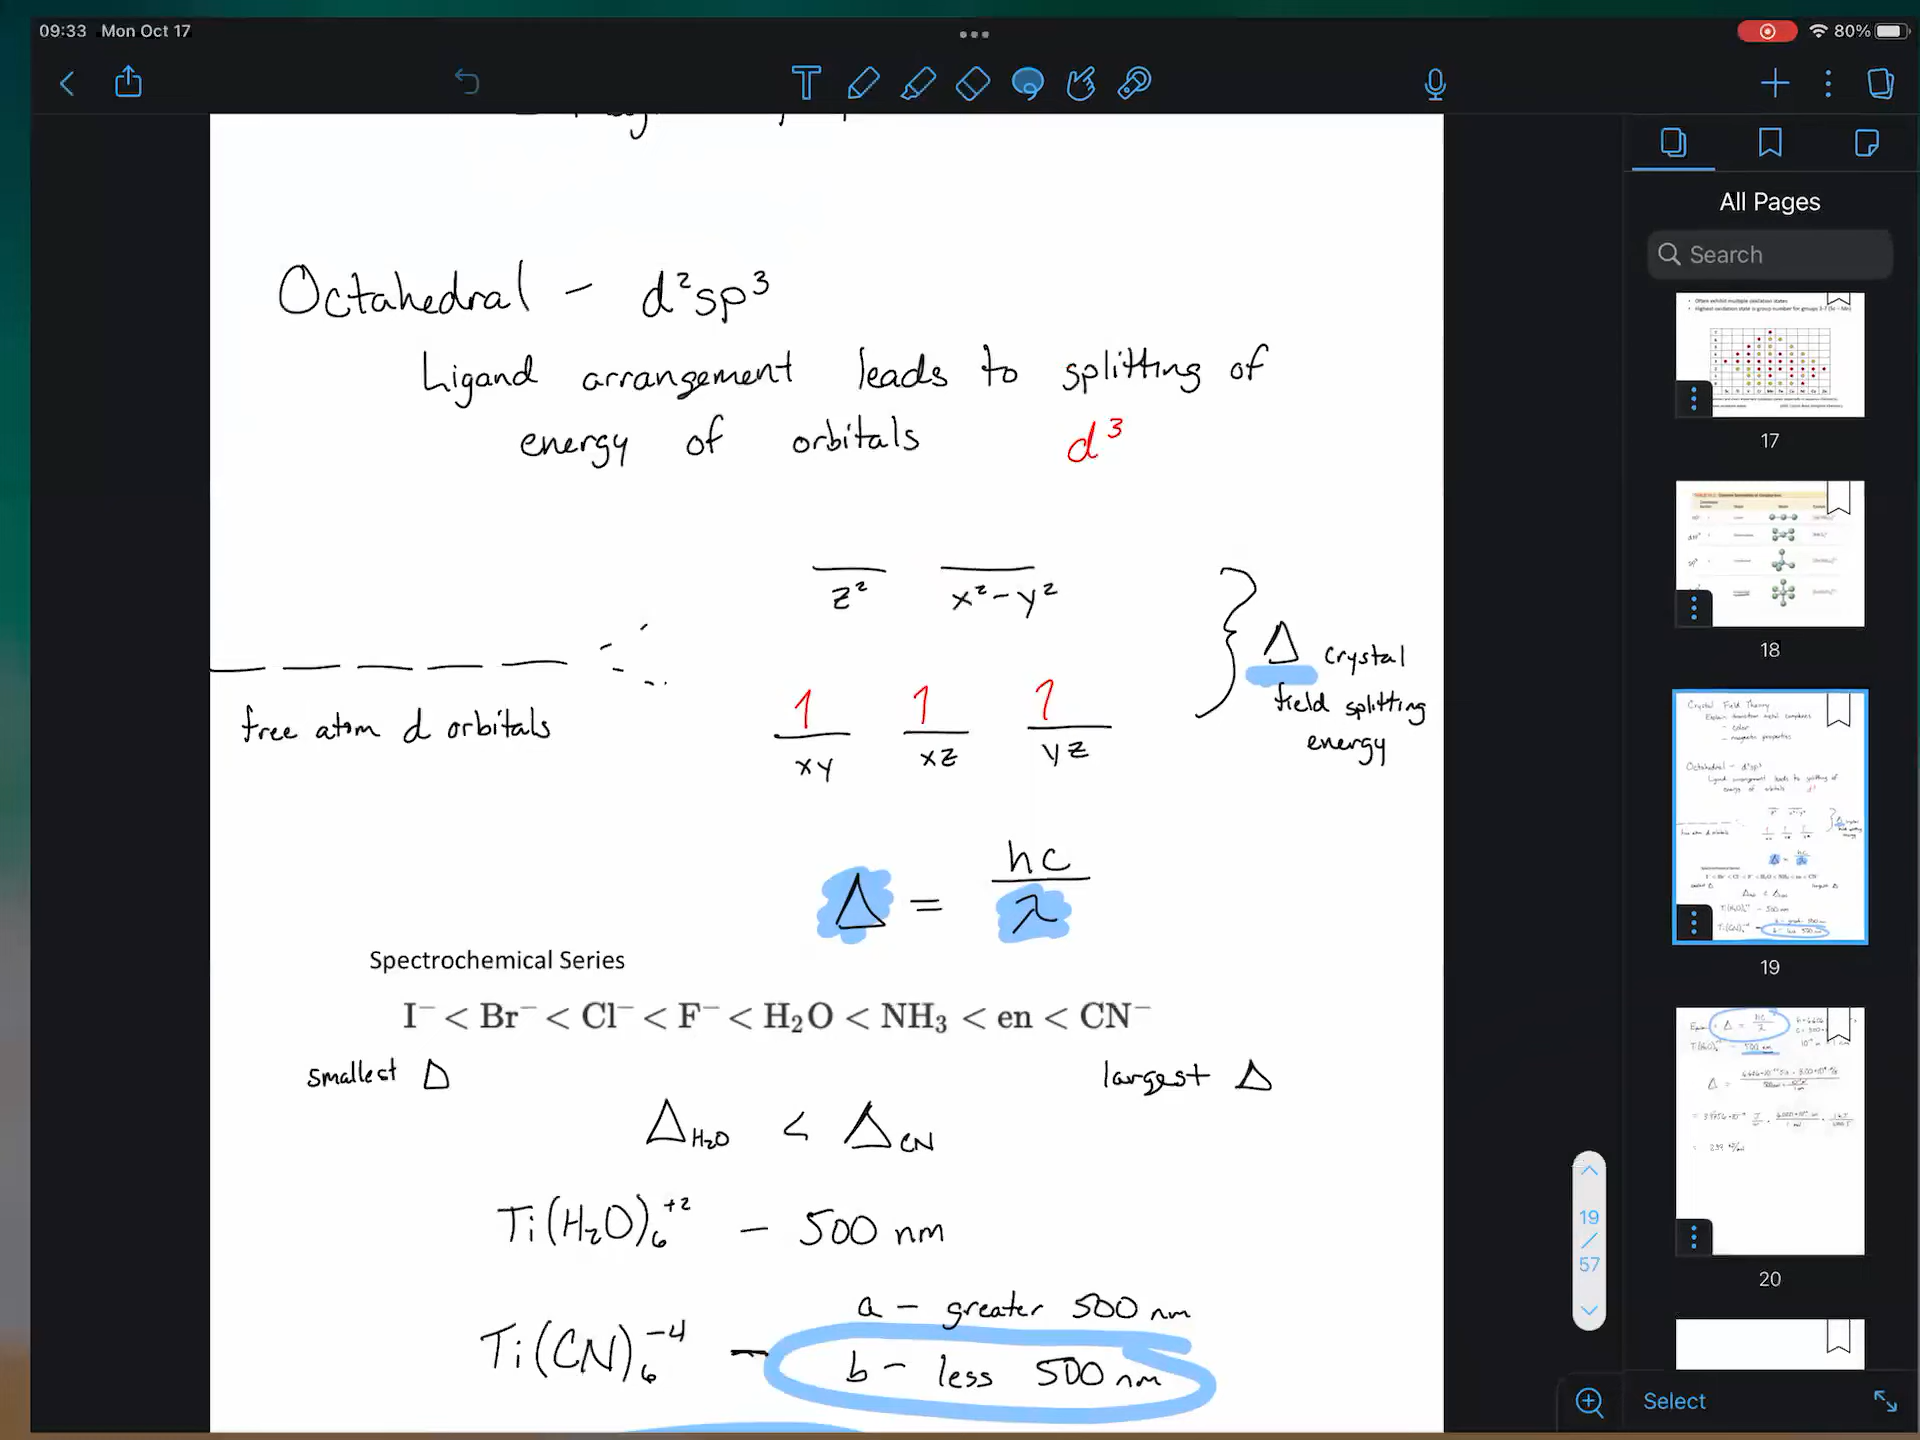 09:33 Mon Oct 17
80%
All Pages
Search
Octahedral – d²sp³
Ligand arrangement leads to splitting of
energy of orbitals d³
z² x²-y²
Δ crystal
field splitting
energy
free atom d orbitals
1 1 1
xy xz yz
Δ = hc/λ
Spectrochemical Series
I⁻ < Br⁻ < Cl⁻ < F⁻ < H₂O < NH₃ < en < CN⁻
smallest Δ largest Δ
Δ H₂O < Δ CN
Ti(H₂O)₆⁺² – 500 nm
a – greater 500 nm
Ti(CN)₆⁻⁴ –
b – less 500 nm
17
18
19
20
19
/
57
Select